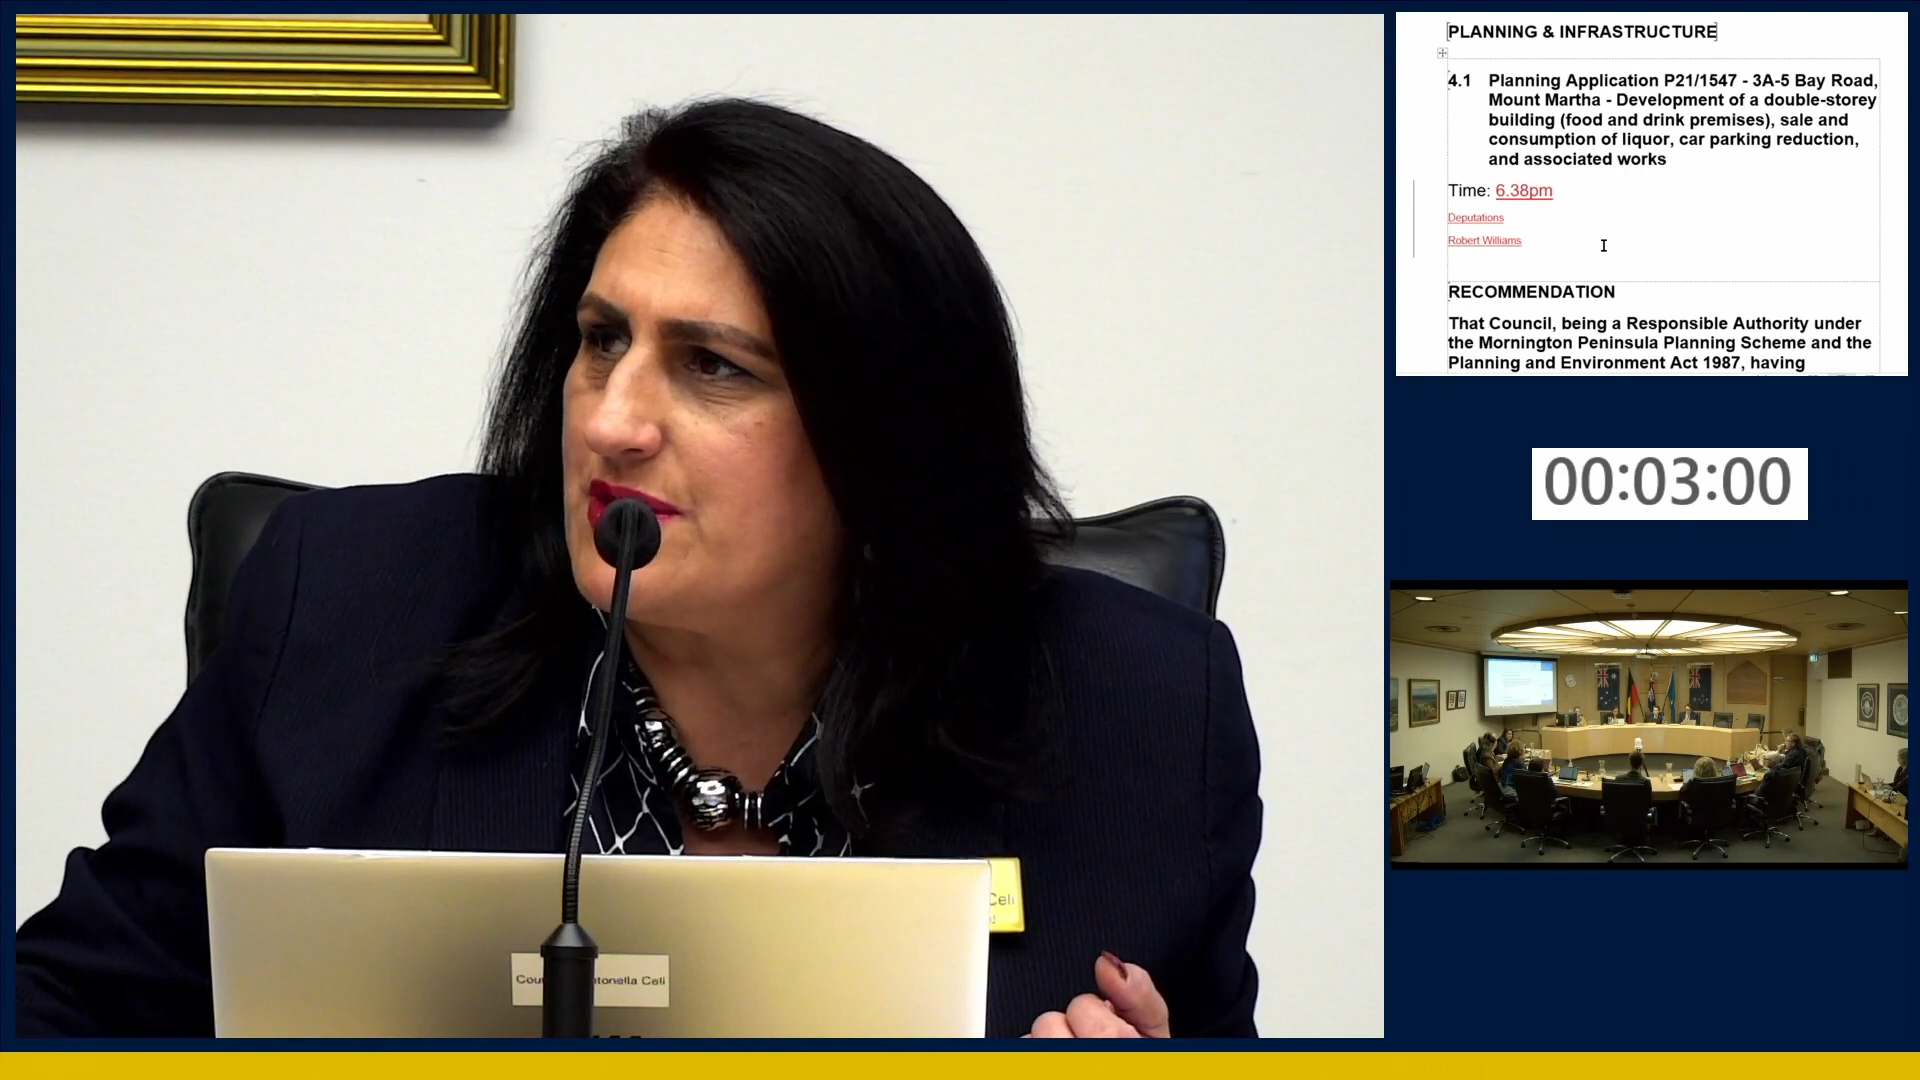 PLANNING & INFRASTRUCTURE
4.1 Planning Application P21/1547 - 3A-5 Bay Road,
Mount Martha - Development of a double-storey
building (food and drink premises), sale and
consumption of liquor, car parking reduction,
and associated works
Time: 6.38pm
Deputations
Robert Williams
RECOMMENDATION
That Council, being a Responsible Authority under
the Mornington Peninsula Planning Scheme and the
Planning and Environment Act 1987, having
00:03:00
Celi
Cou
tonella Celi